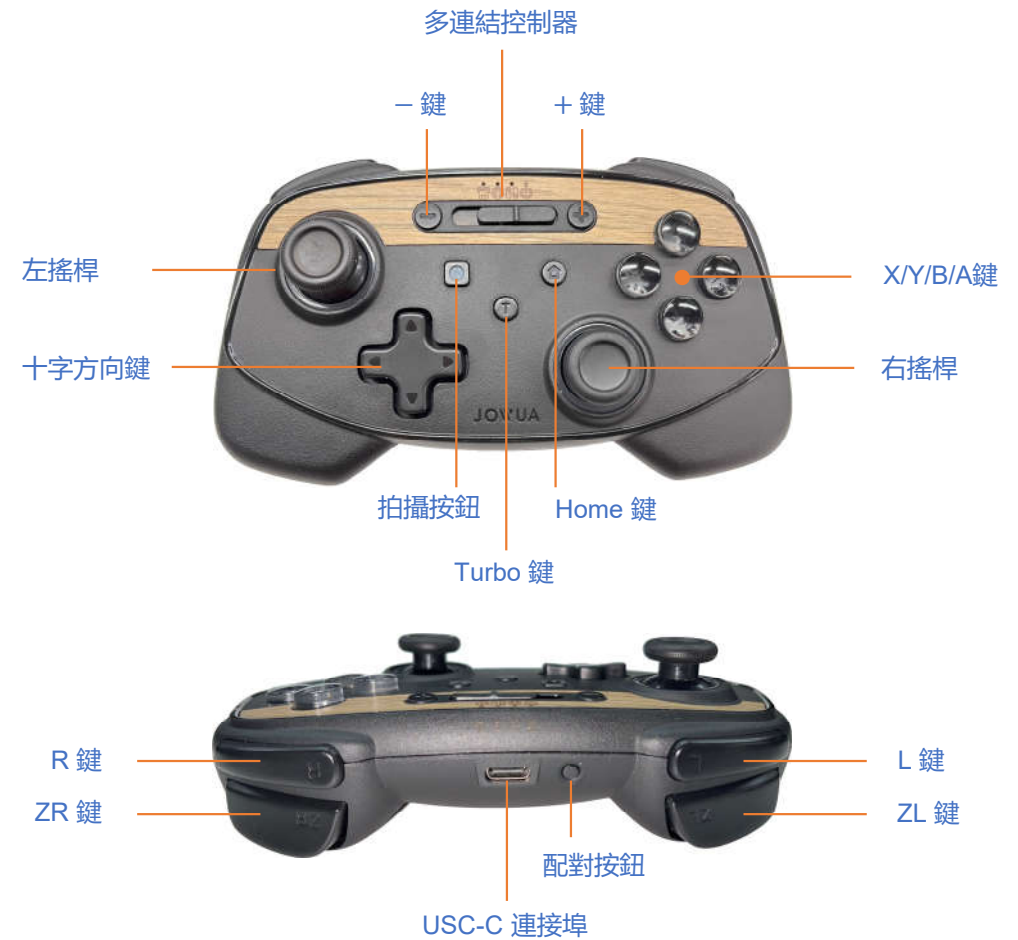 多連結控制器
－ 鍵
＋ 鍵
左搖桿
X/Y/B/A鍵
T
十字方向鍵
右搖桿
JOYUA
拍攝按鈕
Home 鍵
Turbo 鍵
R 鍵
R
L
L 鍵
ZR 鍵
ZR
ZL
ZL 鍵
配對按鈕
USC-C 連接埠